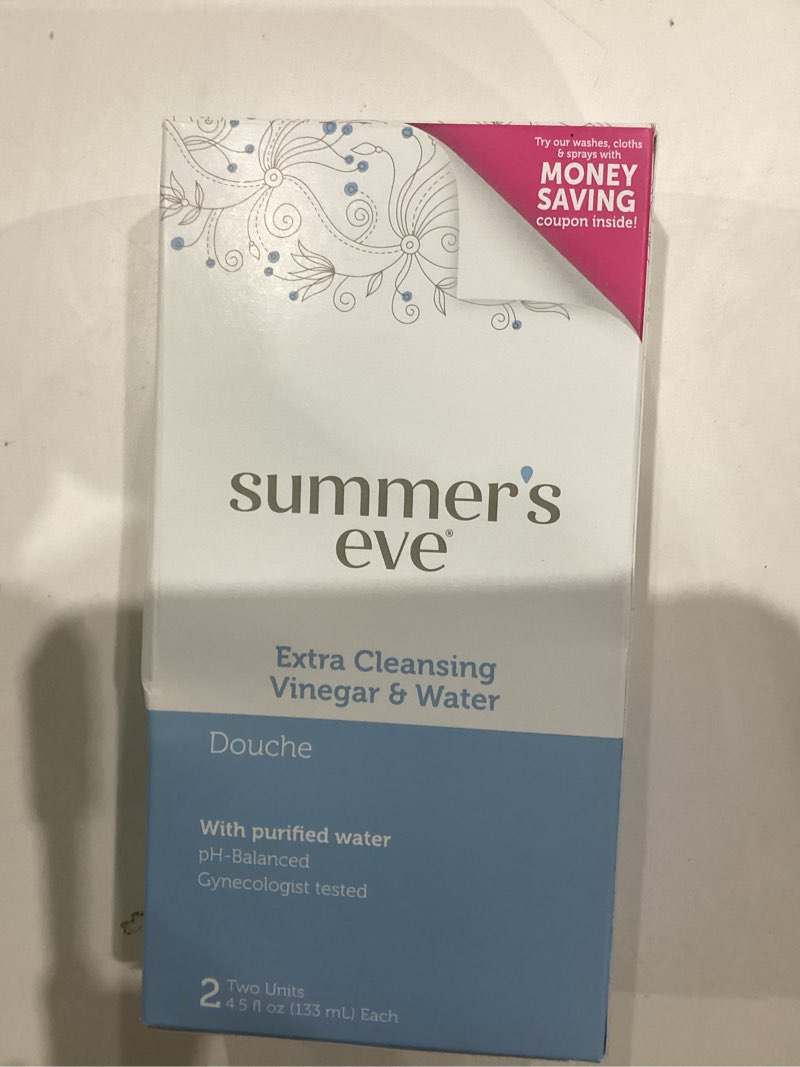 Try our washes, cloths
& sprays with
MONEY
SAVING
coupon inside!
summer's
eve®
Extra Cleansing
Vinegar & Water
Douche
With purified water
pH-Balanced
Gynecologist tested
2 Two Units
4.5 fl oz (133 mL) Each